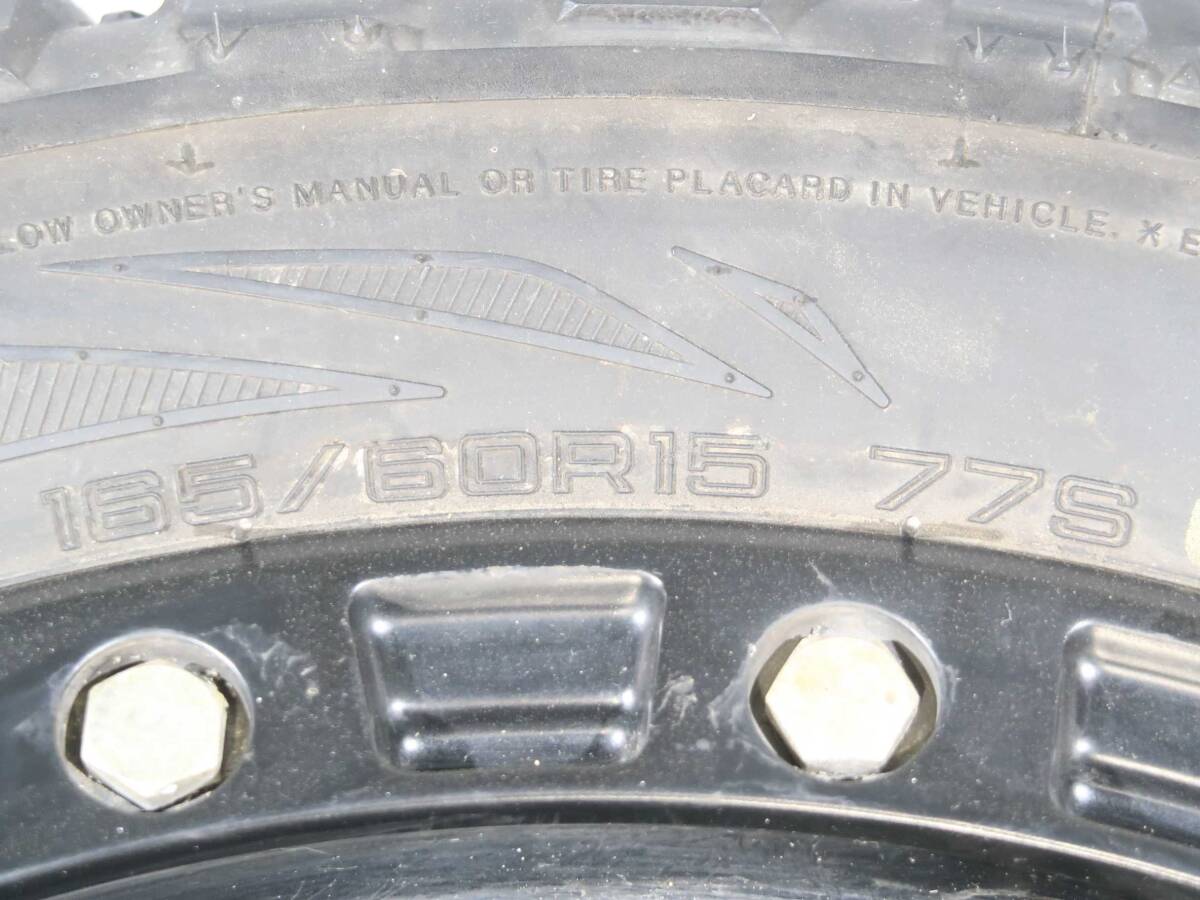 LOW OWNER'S MANUAL OR TIRE PLACARD IN VEHICLE. * E
165/60R15 77S